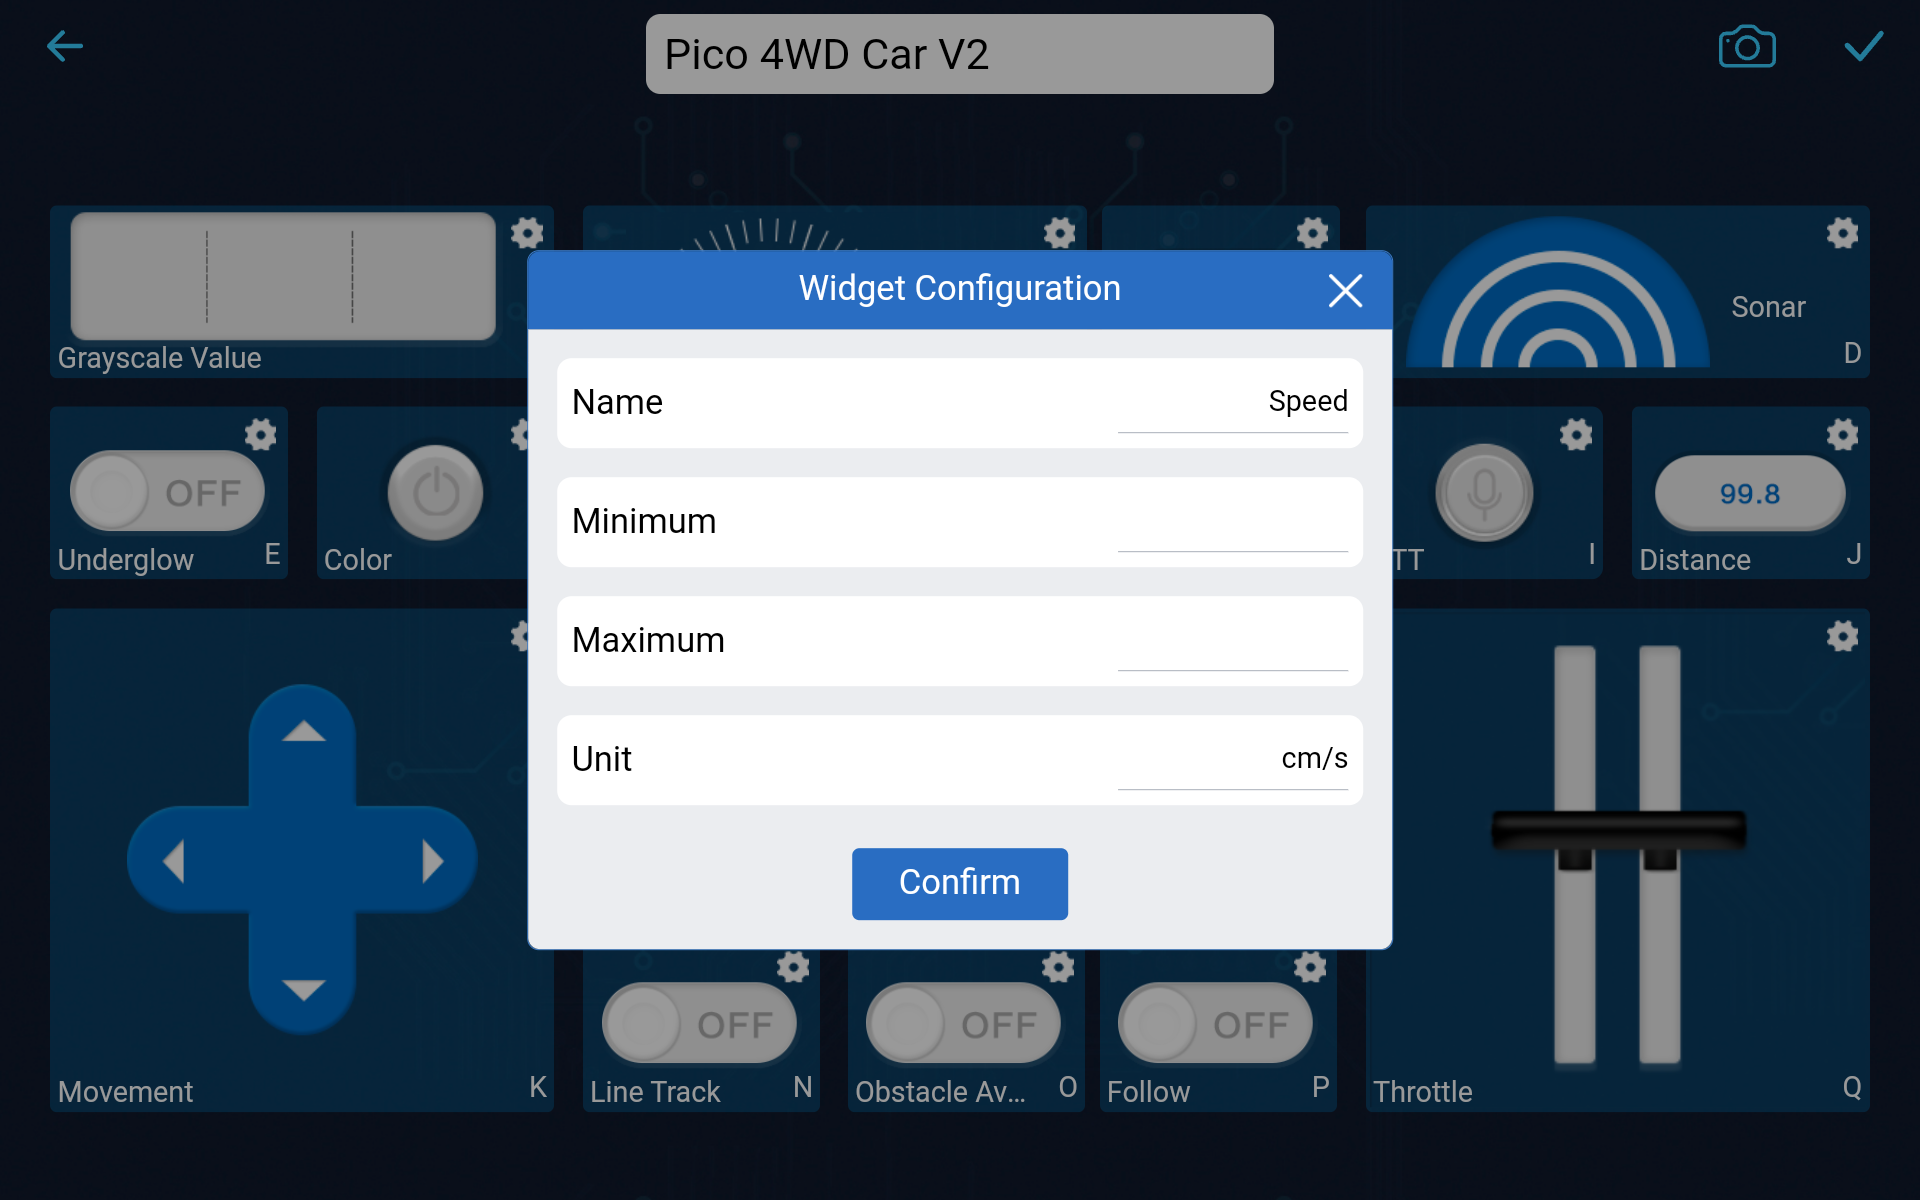 Pico 4WD Car V2
Widget Configuration
Name
Speed
Minimum
Maximum
Unit
cm/s
Confirm
Grayscale Value
Sonar
D
OFF
Underglow
E
Color
TT
I
99.8
Distance
J
Movement
K
OFF
Line Track
N
OFF
Obstacle Av...
O
OFF
Follow
P
Throttle
Q